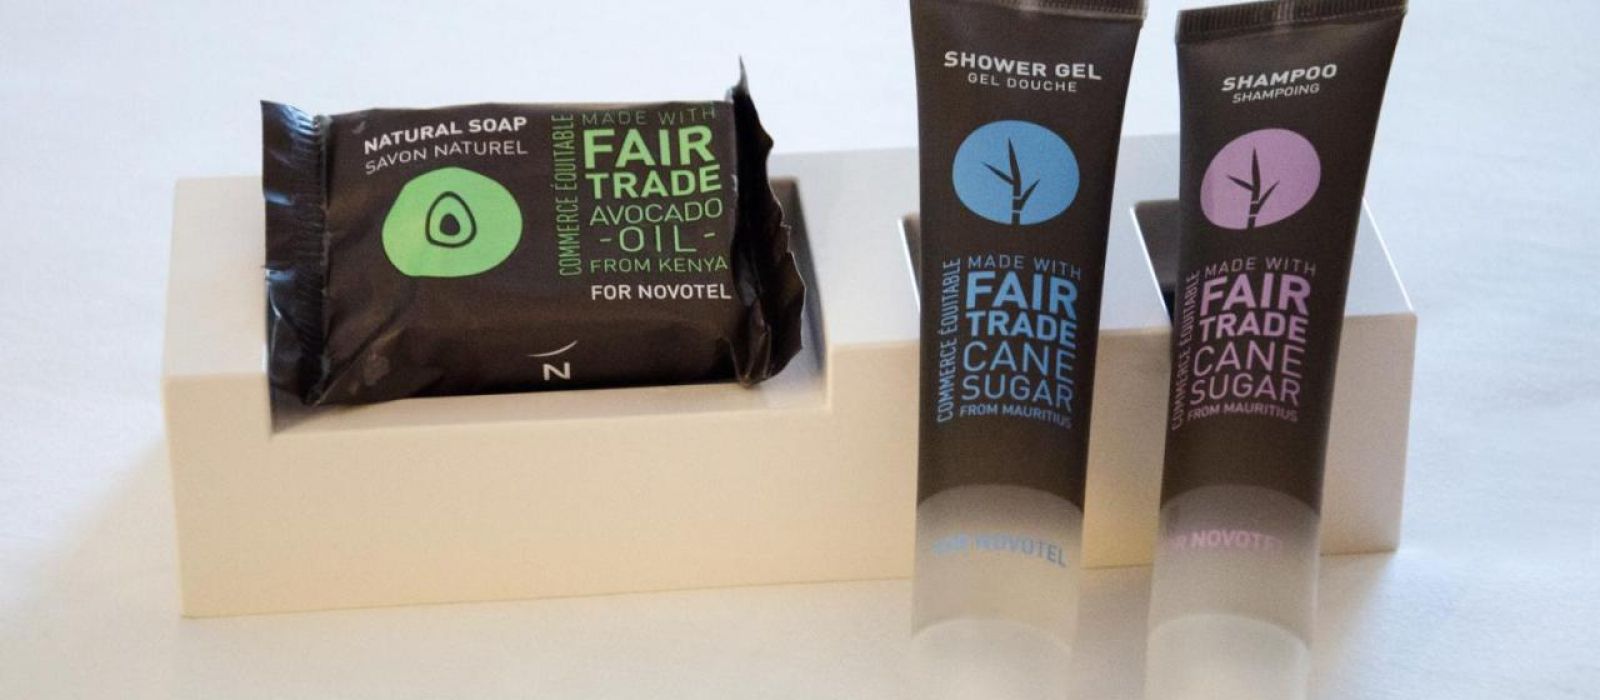 NATURAL SOAP
SAVON NATUREL
COMMERCE ÉQUITABLE
MADE WITH
FAIR
TRADE
AVOCADO
-OIL-
FROM KENYA
FOR NOVOTEL
N
SHOWER GEL
GEL DOUCHE
COMMERCE ÉQUITABLE
MADE WITH
FAIR
TRADE
CANE
SUGAR
FROM MAURITIUS
FOR NOVOTEL
SHAMPOO
SHAMPOING
COMMERCE ÉQUITABLE
MADE WITH
FAIR
TRADE
CANE
SUGAR
FROM MAURITIUS
FOR NOVOTEL